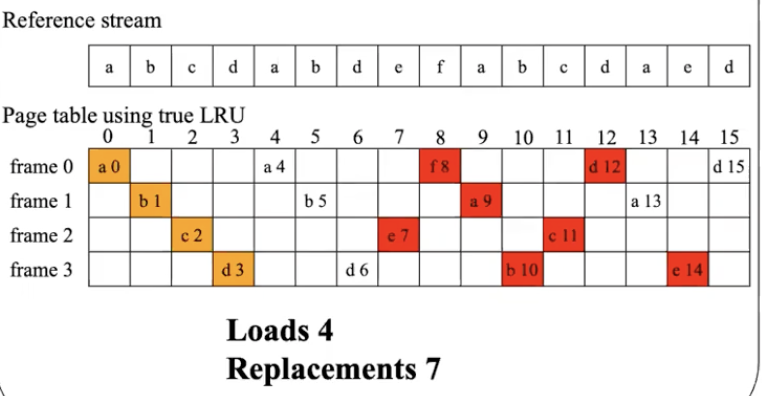 Reference stream
a b c d a b d e f a b c d a e d
Page table using true LRU
0 1 2 3 4 5 6 7 8 9 10 11 12 13 14 15
frame 0 a 0 a 4 f 8 d 12 d 15
frame 1 b 1 b 5 a 9 a 13
frame 2 c 2 e 7 c 11
frame 3 d 3 d 6 b 10 e 14
Loads 4
Replacements 7